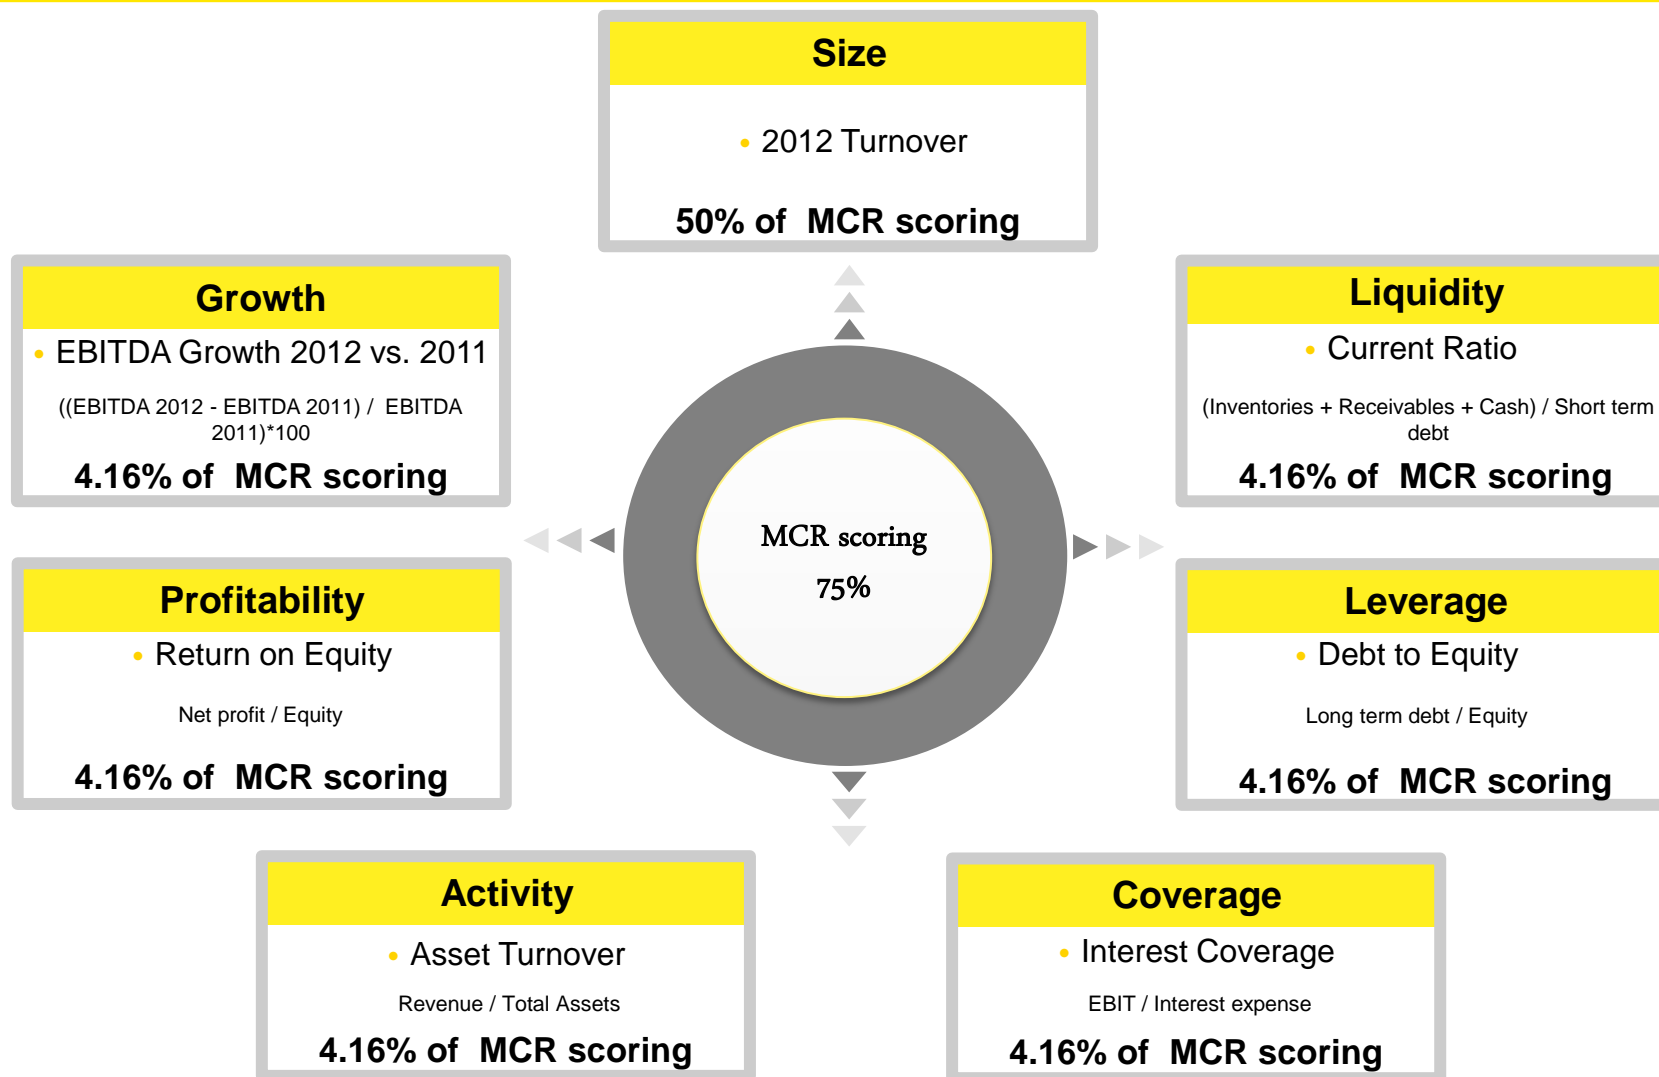 Size
• 2012 Turnover
50% of MCR scoring
Growth
• EBITDA Growth 2012 vs. 2011
((EBITDA 2012 - EBITDA 2011) / EBITDA
2011)*100
4.16% of MCR scoring
Liquidity
• Current Ratio
(Inventories + Receivables + Cash) / Short term
debt
4.16% of MCR scoring
MCR scoring
75%
Profitability
• Return on Equity
Net profit / Equity
4.16% of MCR scoring
Leverage
• Debt to Equity
Long term debt / Equity
4.16% of MCR scoring
Activity
• Asset Turnover
Revenue / Total Assets
4.16% of MCR scoring
Coverage
• Interest Coverage
EBIT / Interest expense
4.16% of MCR scoring